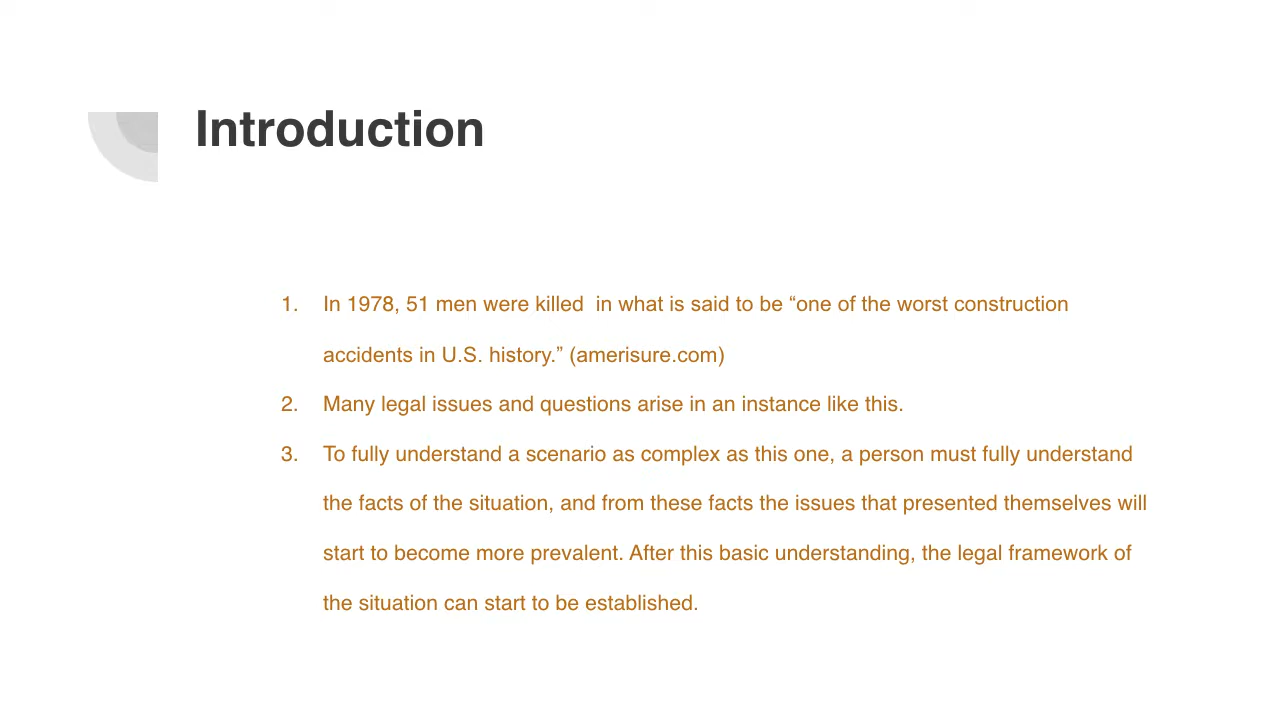 Introduction
1. In 1978, 51 men were killed  in what is said to be “one of the worst construction
accidents in U.S. history.” (amerisure.com)
2. Many legal issues and questions arise in an instance like this.
3. To fully understand a scenario as complex as this one, a person must fully understand
the facts of the situation, and from these facts the issues that presented themselves will
start to become more prevalent. After this basic understanding, the legal framework of
the situation can start to be established.